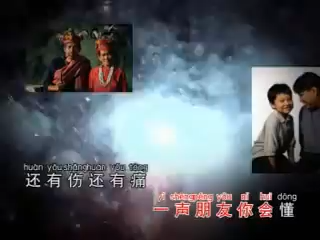 huán yǒu shāng huán yǒu tòng
还有伤还有痛
yì shēng péng yǒu nǐ huì dǒng
一声朋友你会懂